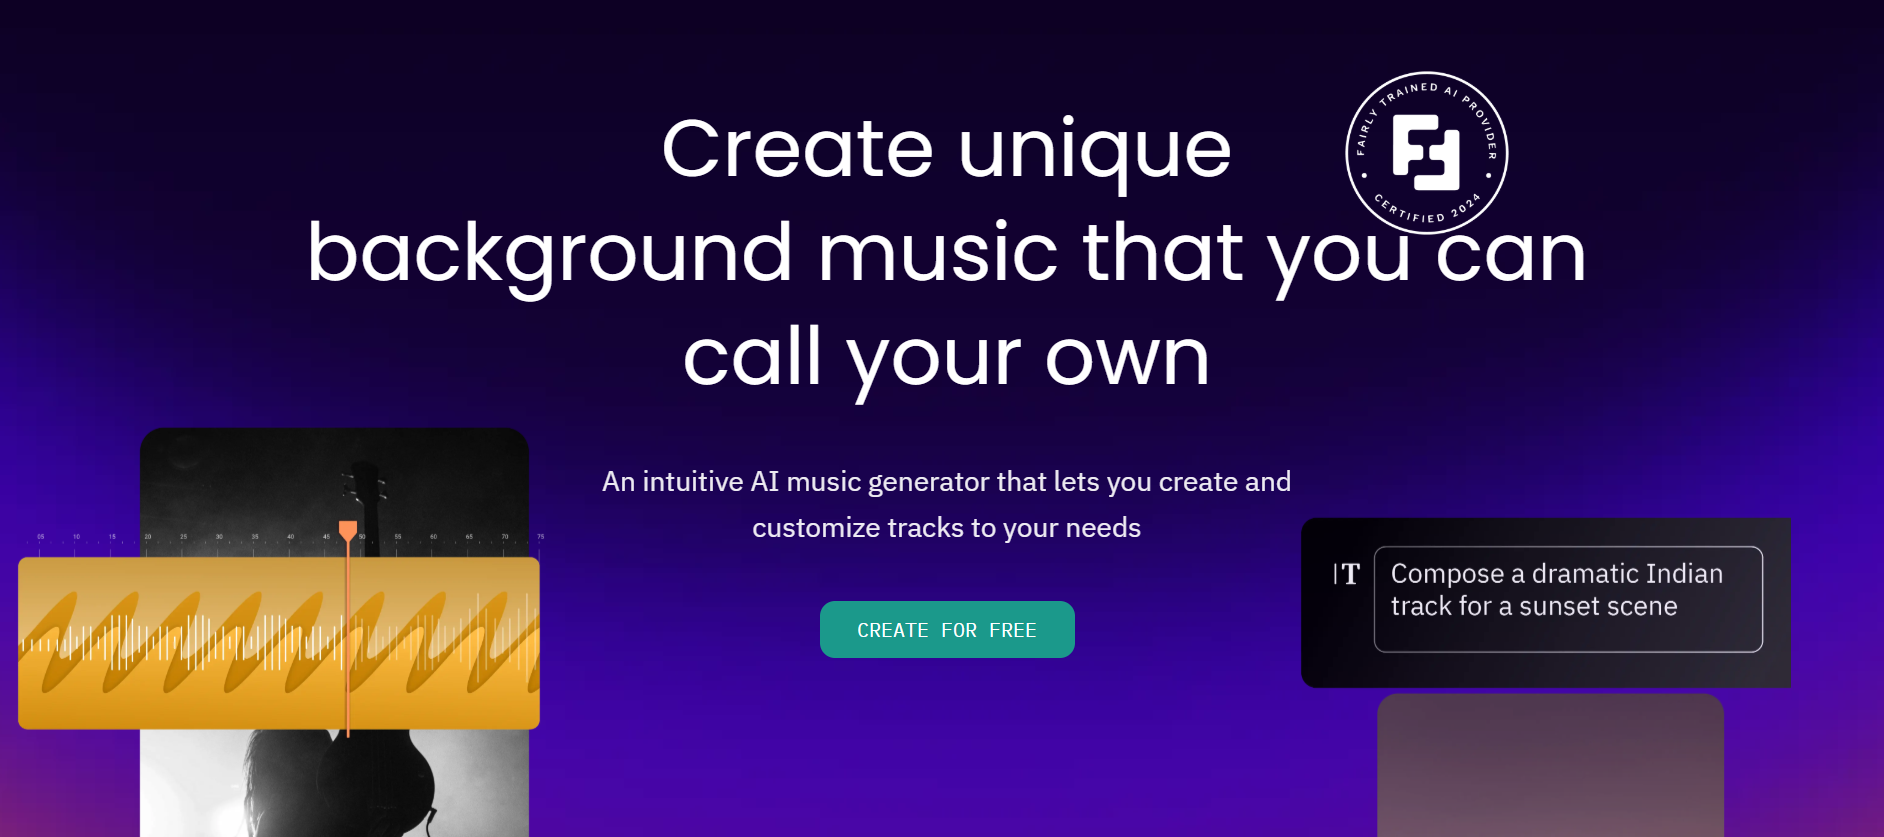 FAIRLY TRAINED AI PROVIDER
CERTIFIED 2024
Create unique
background music that you can
call your own
An intuitive AI music generator that lets you create and
customize tracks to your needs
CREATE FOR FREE
05 10 15 20 25 30 35 40 45 50 55 60 65 70 75
T Compose a dramatic Indian
track for a sunset scene